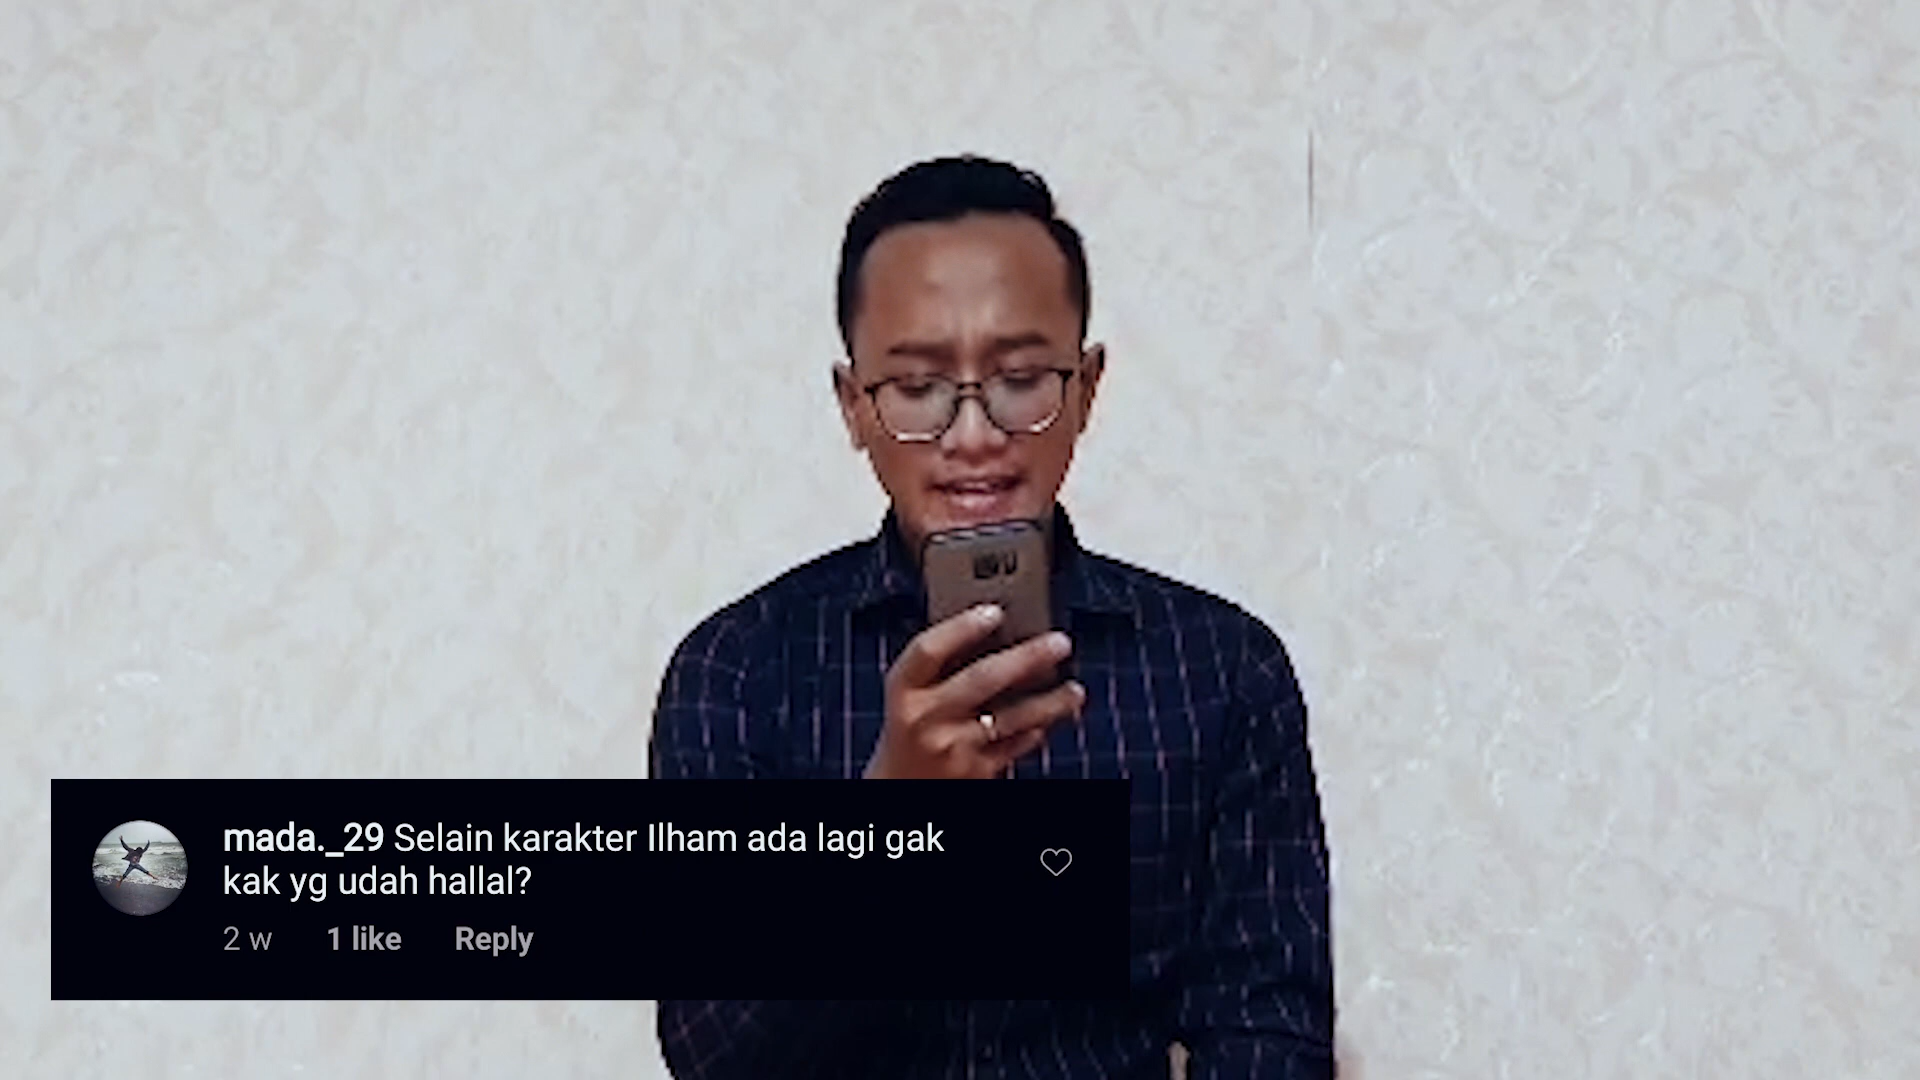 mada._29 Selain karakter Ilham ada lagi gak
kak yg udah hallal?
2 w 1 like Reply